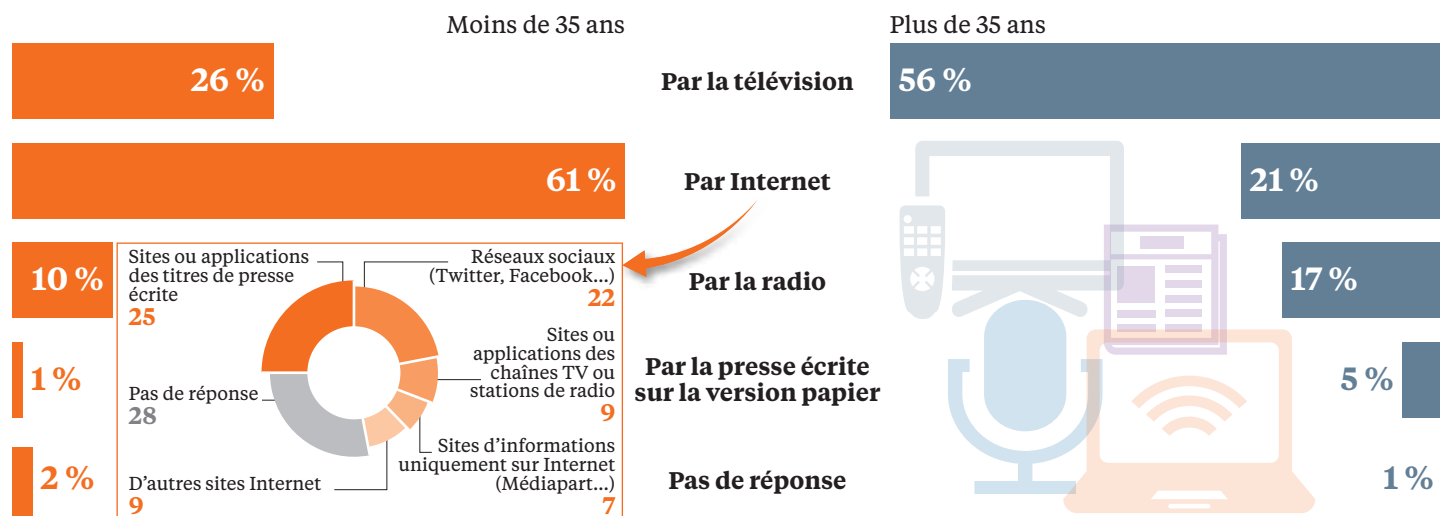 Moins de 35 ans
Plus de 35 ans
26 %
Par la télévision
56 %
61 %
Par Internet
21 %
10 %
Par la radio
17 %
1 %
Par la presse écrite
sur la version papier
5 %
2 %
Pas de réponse
1 %
Sites ou applications
des titres de presse
écrite
25
Réseaux sociaux
(Twitter, Facebook...)
22
Sites ou
applications des
chaînes TV ou
stations de radio
9
Pas de réponse
28
Sites d’informations
uniquement sur Internet
(Médiapart...)
7
D’autres sites Internet
9